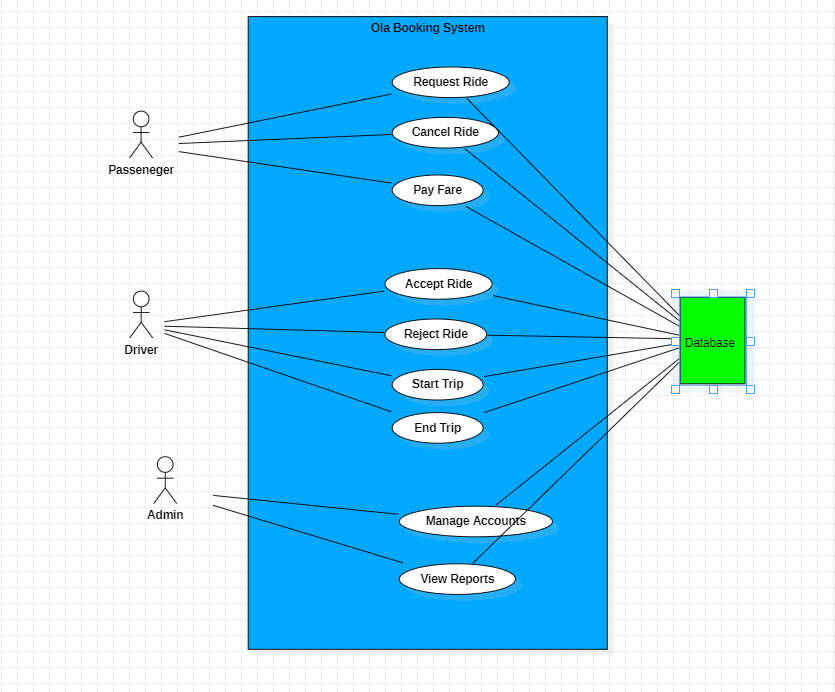 Ola Booking System
Request Ride
Cancel Ride
Passeneger
Pay Fare
Accept Ride
Driver
Reject Ride
Database
Start Trip
End Trip
Admin
Manage Accounts
View Reports